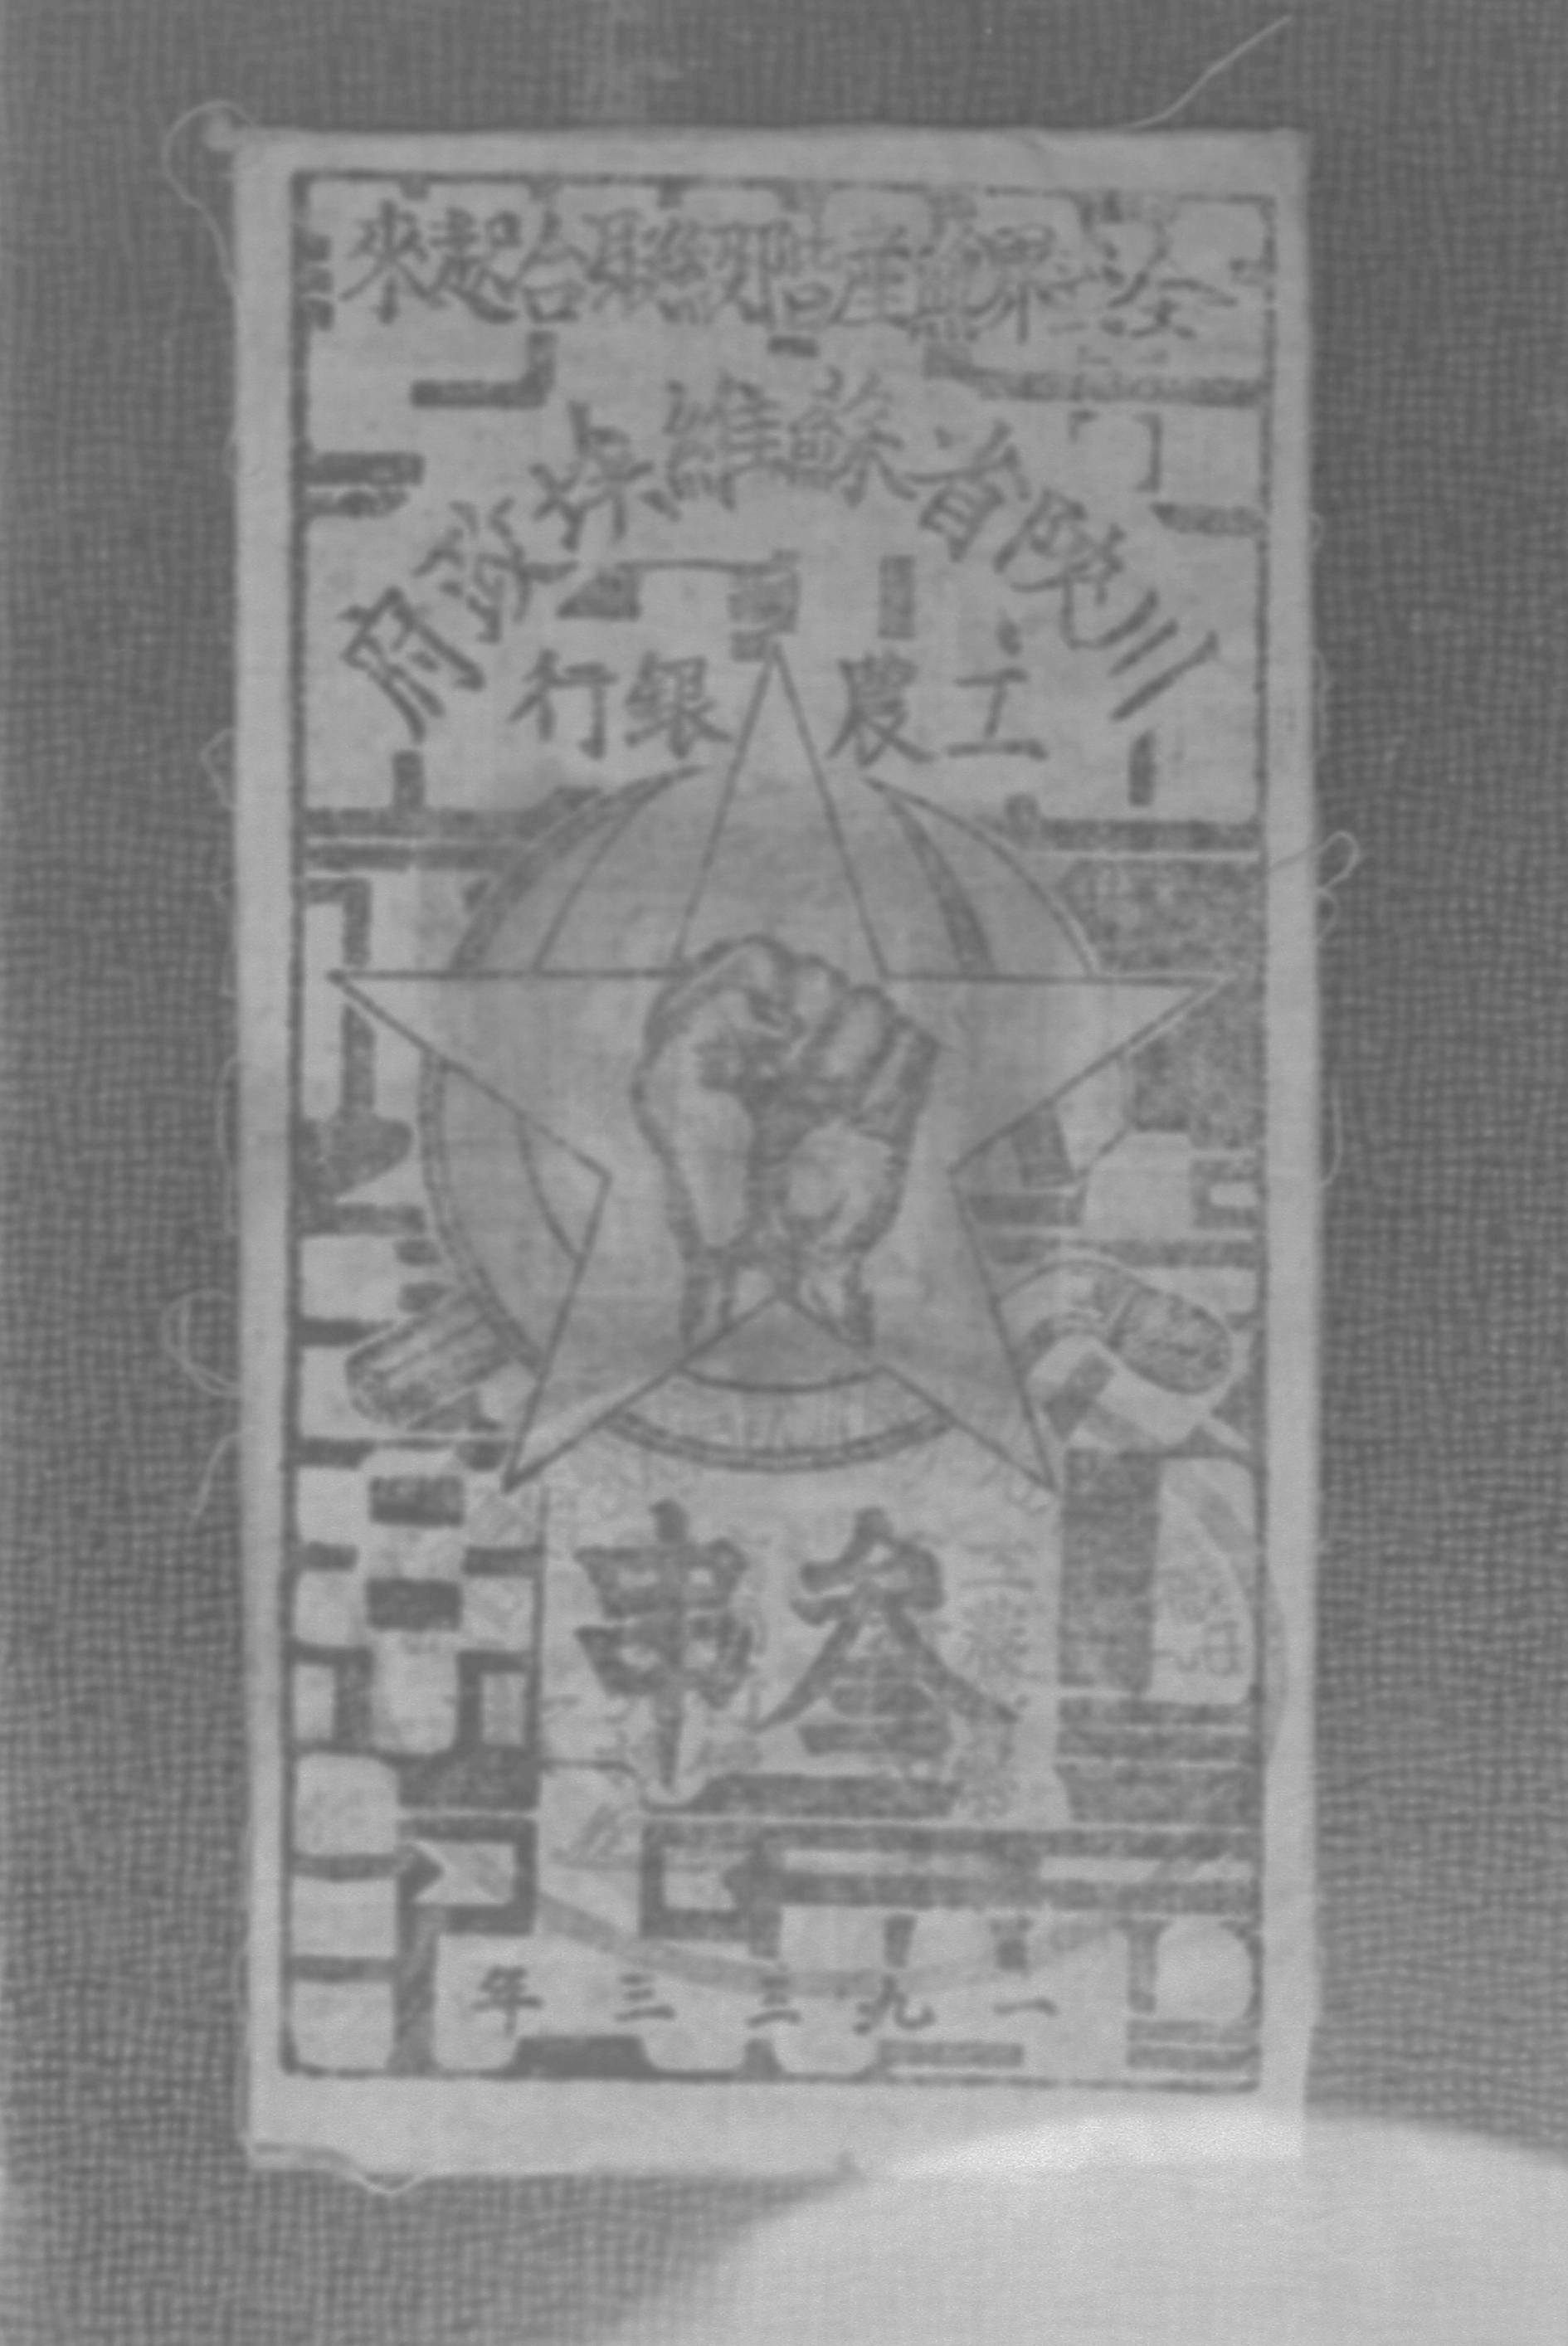 全世界無產階級聯合起來
川陝省蘇維埃政府
工農銀行
叁串
一九三三年